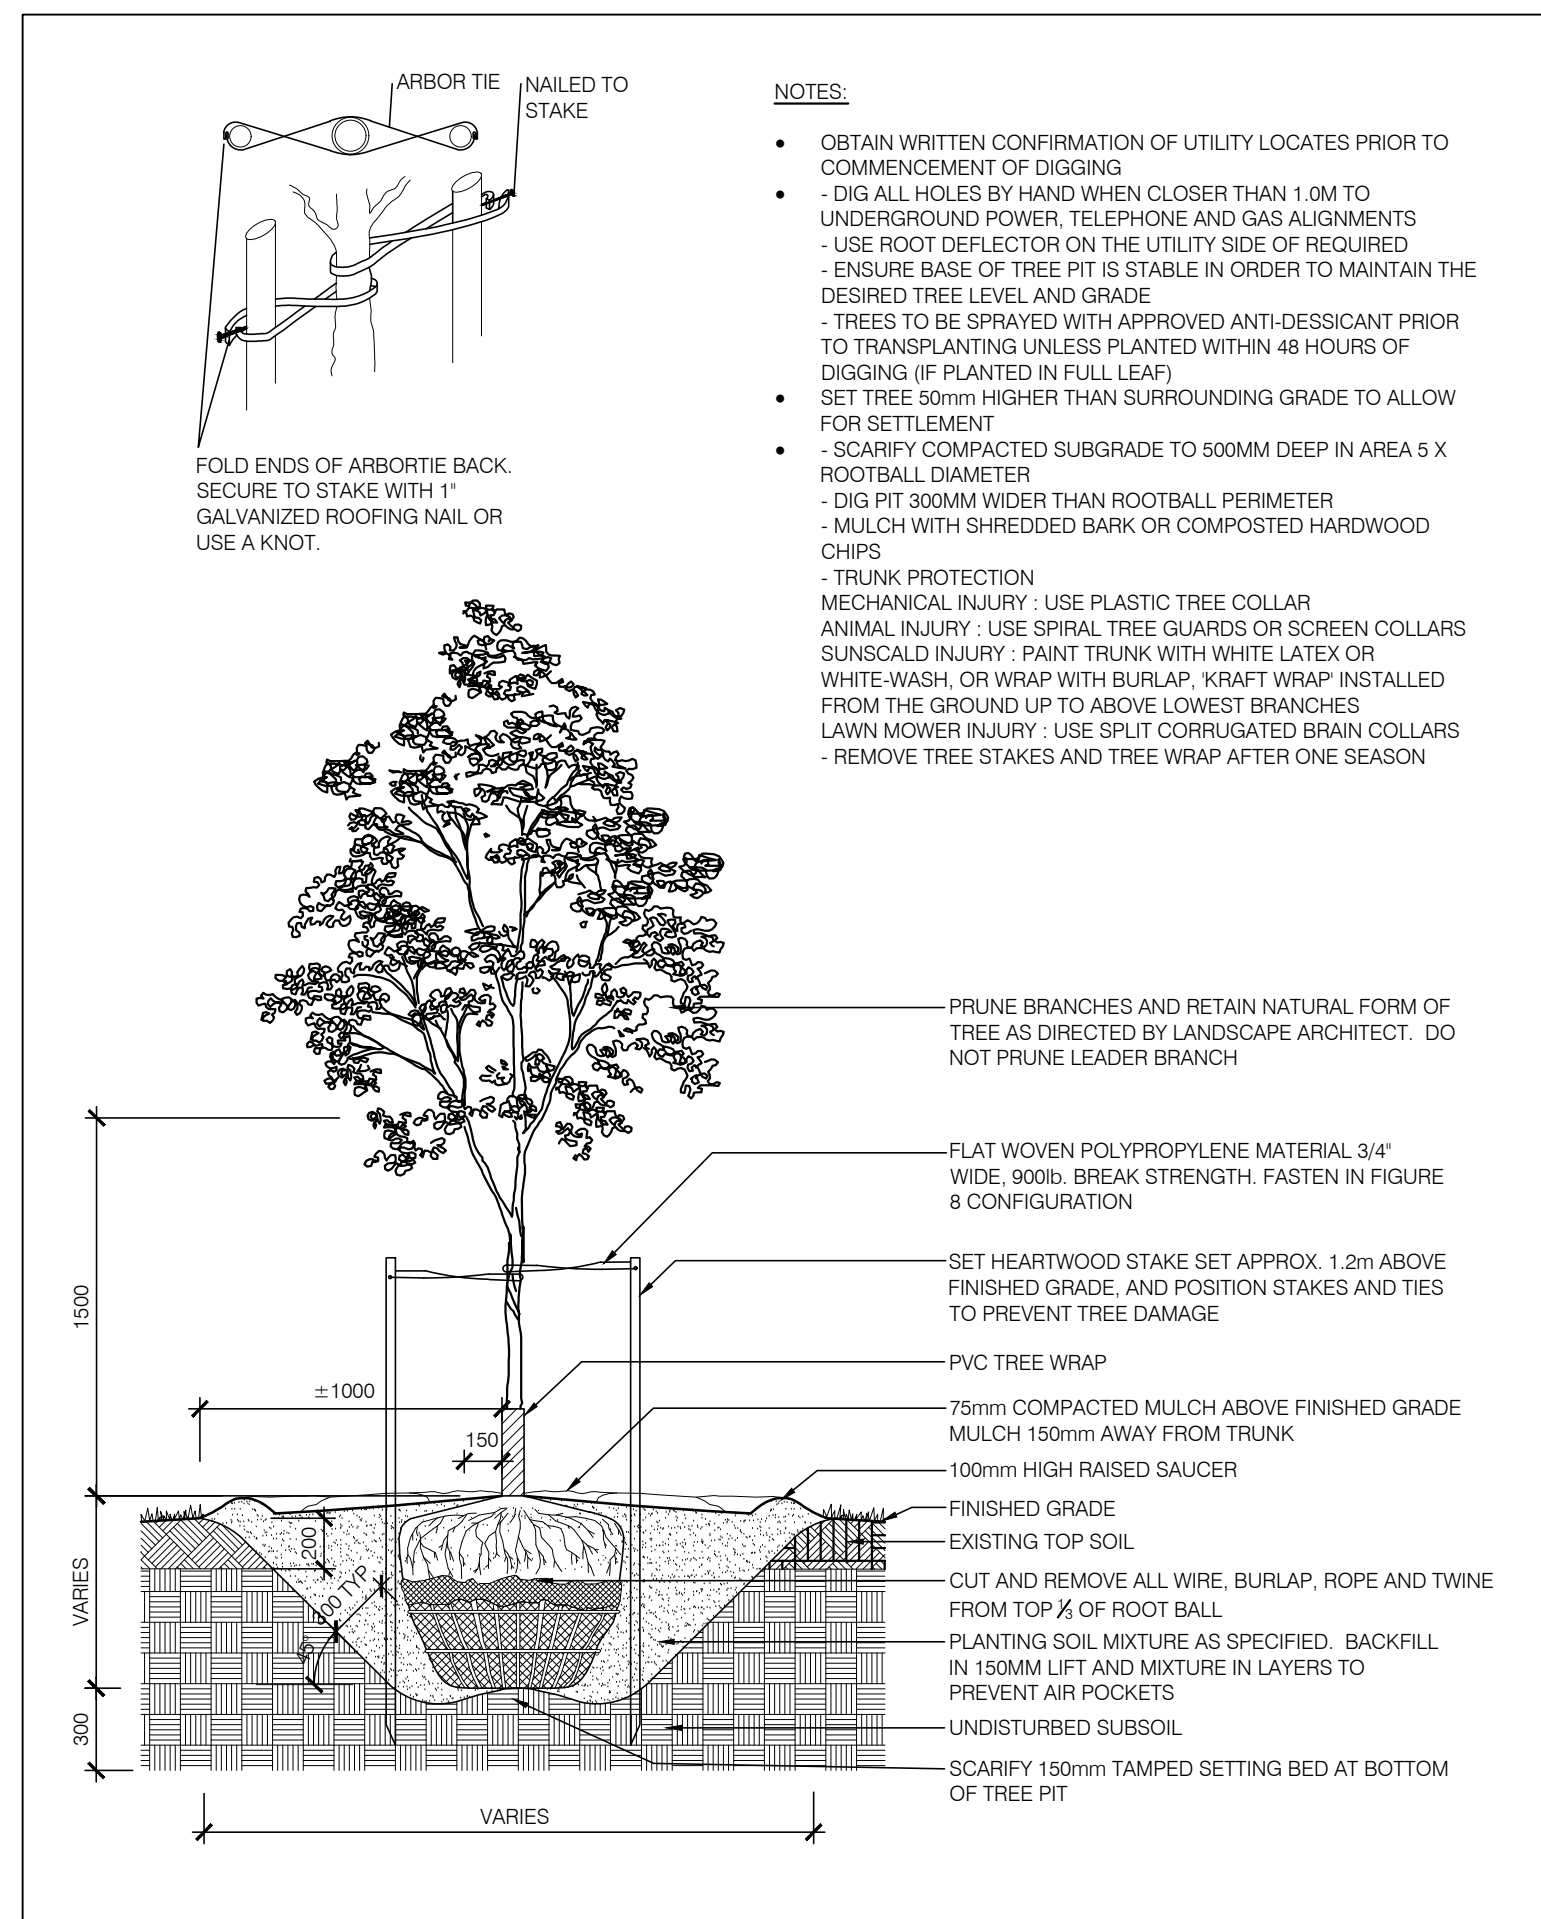 ARBOR TIE
NAILED TO
STAKE
FOLD ENDS OF ARBORTIE BACK.
SECURE TO STAKE WITH 1"
GALVANIZED ROOFING NAIL OR
USE A KNOT.
NOTES:
● OBTAIN WRITTEN CONFIRMATION OF UTILITY LOCATES PRIOR TO
COMMENCEMENT OF DIGGING
● - DIG ALL HOLES BY HAND WHEN CLOSER THAN 1.0M TO
UNDERGROUND POWER, TELEPHONE AND GAS ALIGNMENTS
- USE ROOT DEFLECTOR ON THE UTILITY SIDE OF REQUIRED
- ENSURE BASE OF TREE PIT IS STABLE IN ORDER TO MAINTAIN THE
DESIRED TREE LEVEL AND GRADE
- TREES TO BE SPRAYED WITH APPROVED ANTI-DESSICANT PRIOR
TO TRANSPLANTING UNLESS PLANTED WITHIN 48 HOURS OF
DIGGING (IF PLANTED IN FULL LEAF)
● SET TREE 50mm HIGHER THAN SURROUNDING GRADE TO ALLOW
FOR SETTLEMENT
● - SCARIFY COMPACTED SUBGRADE TO 500MM DEEP IN AREA 5 X
ROOTBALL DIAMETER
- DIG PIT 300MM WIDER THAN ROOTBALL PERIMETER
- MULCH WITH SHREDDED BARK OR COMPOSTED HARDWOOD
CHIPS
- TRUNK PROTECTION
MECHANICAL INJURY : USE PLASTIC TREE COLLAR
ANIMAL INJURY : USE SPIRAL TREE GUARDS OR SCREEN COLLARS
SUNSCALD INJURY : PAINT TRUNK WITH WHITE LATEX OR
WHITE-WASH, OR WRAP WITH BURLAP, 'KRAFT WRAP' INSTALLED
FROM THE GROUND UP TO ABOVE LOWEST BRANCHES
LAWN MOWER INJURY : USE SPLIT CORRUGATED BRAIN COLLARS
- REMOVE TREE STAKES AND TREE WRAP AFTER ONE SEASON
PRUNE BRANCHES AND RETAIN NATURAL FORM OF
TREE AS DIRECTED BY LANDSCAPE ARCHITECT. DO
NOT PRUNE LEADER BRANCH
FLAT WOVEN POLYPROPYLENE MATERIAL 3/4"
WIDE, 900lb. BREAK STRENGTH. FASTEN IN FIGURE
8 CONFIGURATION
SET HEARTWOOD STAKE SET APPROX. 1.2m ABOVE
FINISHED GRADE, AND POSITION STAKES AND TIES
TO PREVENT TREE DAMAGE
PVC TREE WRAP
75mm COMPACTED MULCH ABOVE FINISHED GRADE
MULCH 150mm AWAY FROM TRUNK
100mm HIGH RAISED SAUCER
FINISHED GRADE
EXISTING TOP SOIL
CUT AND REMOVE ALL WIRE, BURLAP, ROPE AND TWINE
FROM TOP 1/3 OF ROOT BALL
PLANTING SOIL MIXTURE AS SPECIFIED. BACKFILL
IN 150MM LIFT AND MIXTURE IN LAYERS TO
PREVENT AIR POCKETS
UNDISTURBED SUBSOIL
SCARIFY 150mm TAMPED SETTING BED AT BOTTOM
OF TREE PIT
1500
±1000
150
VARIES
200
300 TYP
45°
300
VARIES